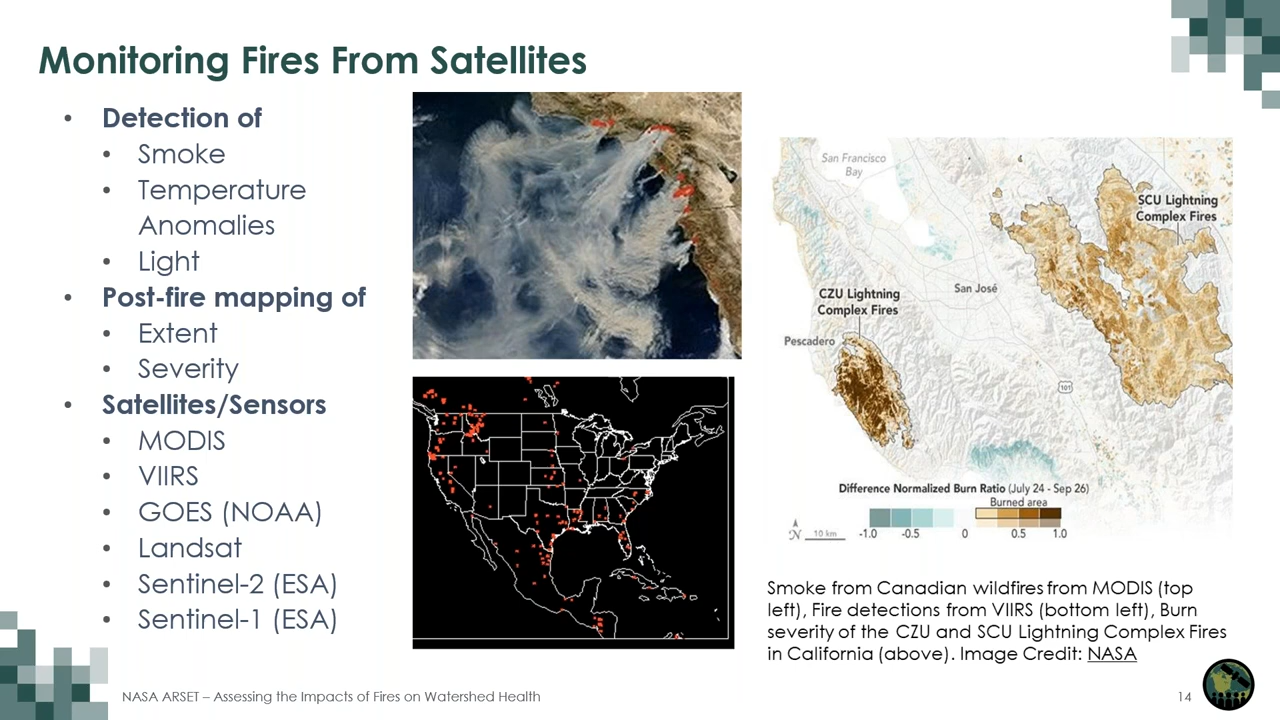 Monitoring Fires From Satellites
• Detection of
• Smoke
• Temperature
Anomalies
• Light
• Post-fire mapping of
• Extent
• Severity
• Satellites/Sensors
• MODIS
• VIIRS
• GOES (NOAA)
• Landsat
• Sentinel-2 (ESA)
• Sentinel-1 (ESA)
San Francisco
Bay
SCU Lightning
Complex Fires
CZU Lightning
Complex Fires
San José
Pescadero
101
Difference Normalized Burn Ratio (July 24 - Sep 26)
Burned area
N 10 km
-1.0 -0.5 0 0.5 1.0
Smoke from Canadian wildfires from MODIS (top
left), Fire detections from VIIRS (bottom left), Burn
severity of the CZU and SCU Lightning Complex Fires
in California (above). Image Credit: NASA
NASA ARSET – Assessing the Impacts of Fires on Watershed Health
14